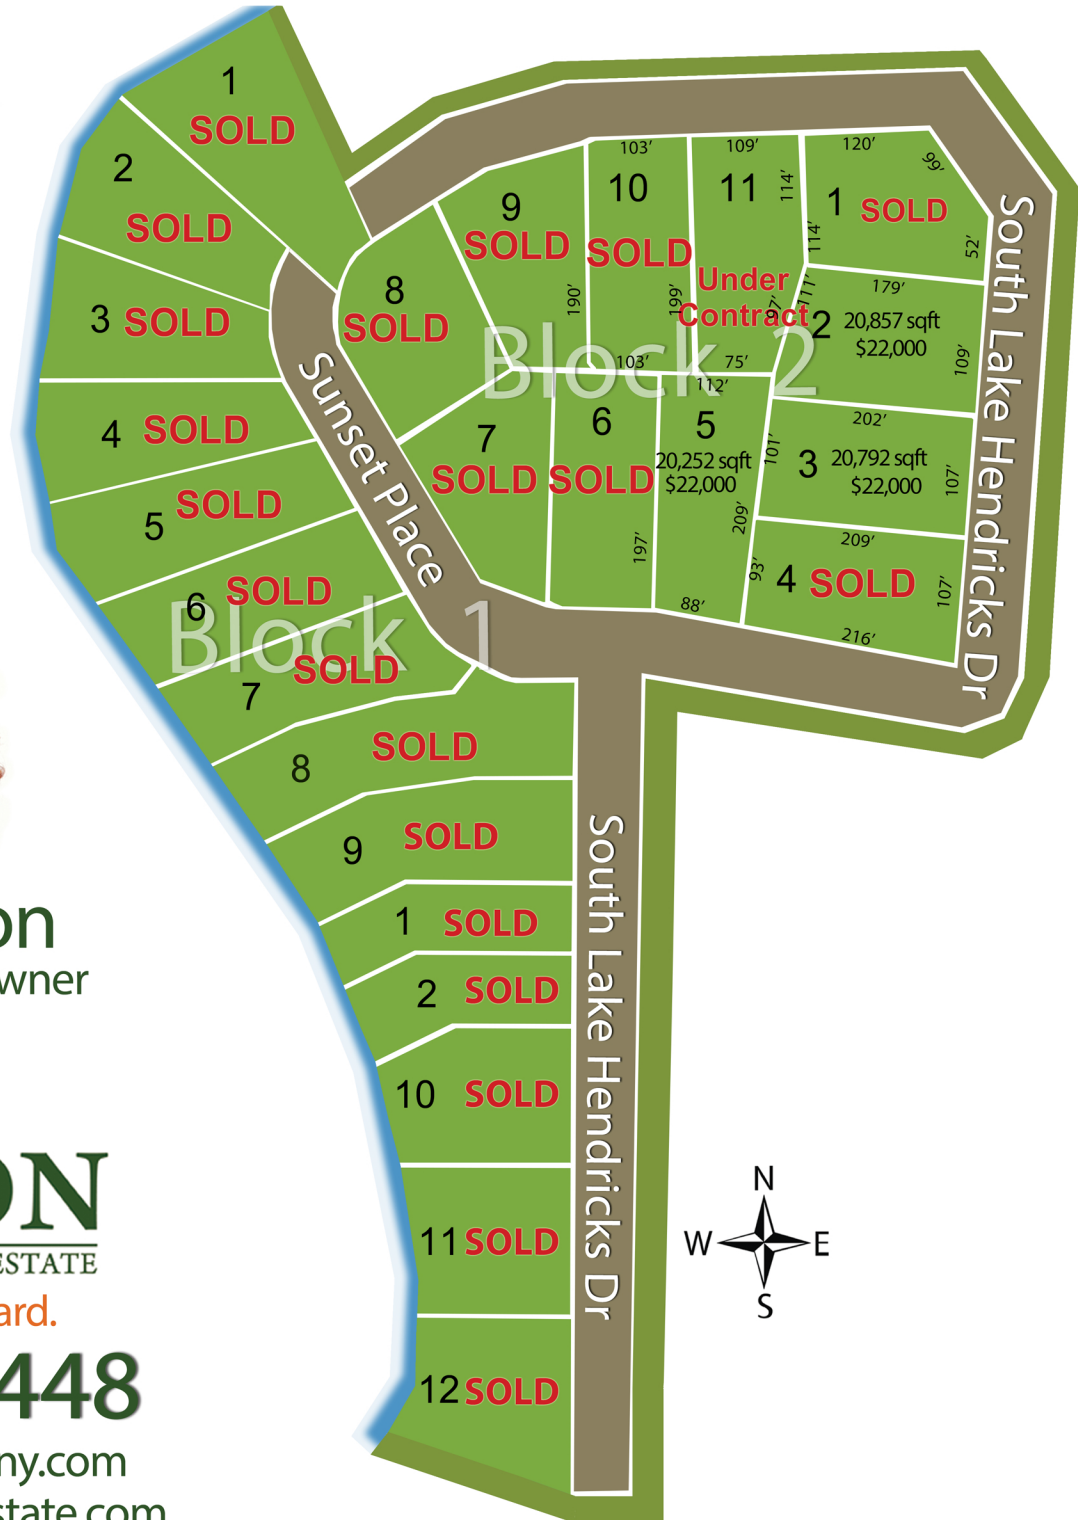 1
SOLD
2
SOLD
3 SOLD
4 SOLD
5 SOLD
6 SOLD
Block 1
7 SOLD
8 SOLD
9 SOLD
1 SOLD
2 SOLD
10 SOLD
11 SOLD
12 SOLD
Sunset Place
8
SOLD
9
SOLD
190'
103'
10
SOLD
199'
103'
109'
11
114'
Under
Contract
97'
75'
120'
99'
1 SOLD
114'
52'
Block 2
111'
179'
2 20,857 sqft
$22,000
109'
7
SOLD
6
SOLD
197'
112'
5
20,252 sqft
$22,000
209'
88'
101'
202'
3 20,792 sqft
$22,000
107'
93'
209'
4 SOLD
107'
216'
South Lake Hendricks Dr
South Lake Hendricks Dr
on
wner
ON
ESTATE
ard.
448
ny.com
state.com
N
W E
S